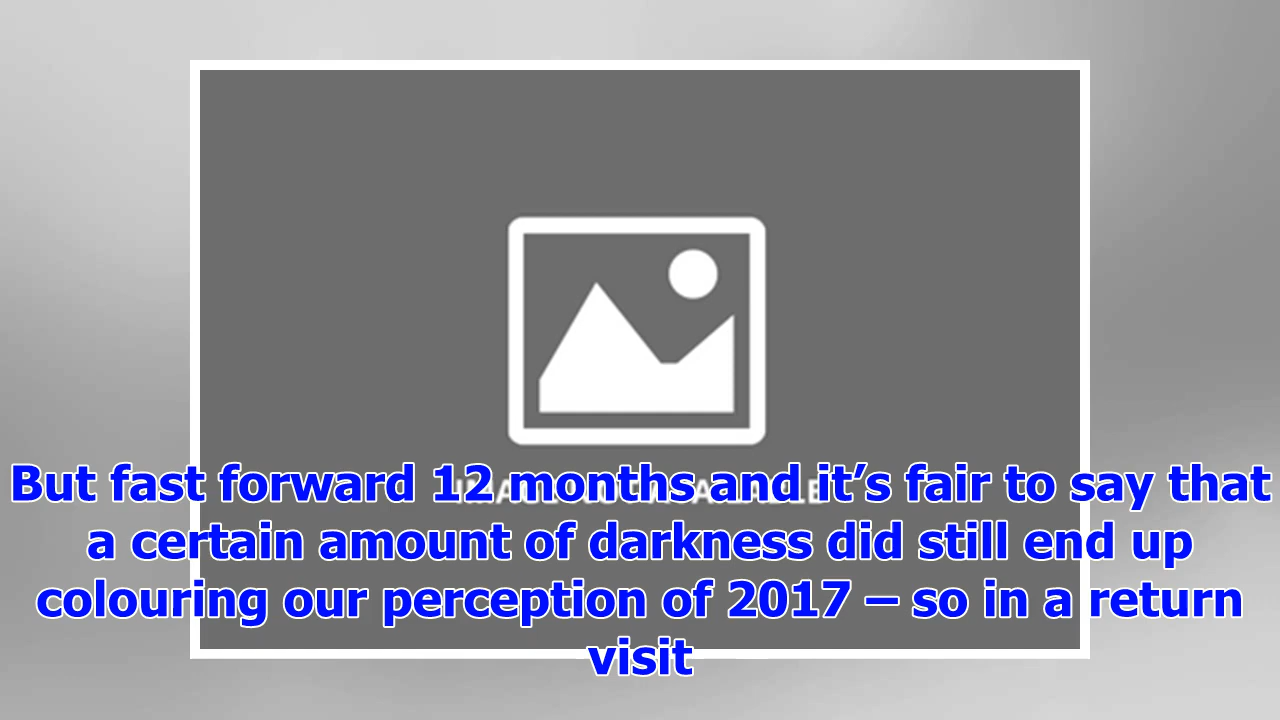 But fast forward 12 months and it’s fair to say that
a certain amount of darkness did still end up
colouring our perception of 2017 – so in a return
visit